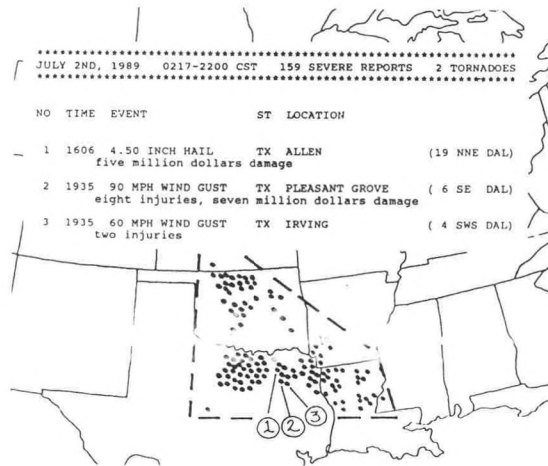 ****************************************************************
JULY 2ND, 1989 0217-2200 CST 159 SEVERE REPORTS 2 TORNADOES
****************************************************************
NO TIME EVENT ST LOCATION
1 1606 4.50 INCH HAIL TX ALLEN (19 NNE DAL)
five million dollars damage
2 1935 90 MPH WIND GUST TX PLEASANT GROVE ( 6 SE DAL)
eight injuries, seven million dollars damage
3 1935 60 MPH WIND GUST TX IRVING ( 4 SWS DAL)
two injuries
1 2 3